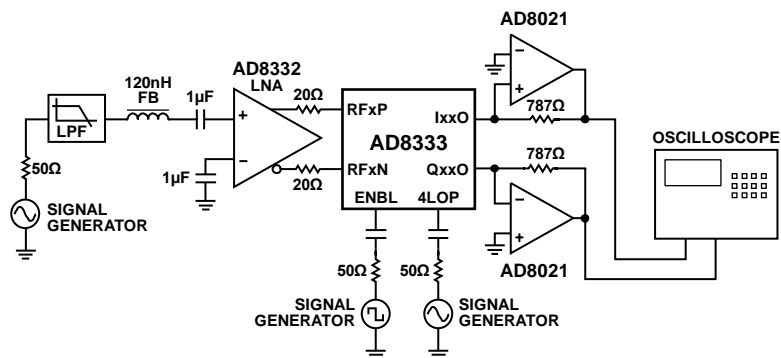 AD8021
AD8332
LNA
120nH
FB
1µF
20Ω
787Ω
LPF
+
–
–
+
RFxP
IxxO
AD8333
OSCILLOSCOPE
50Ω
1µF
20Ω
RFxN
QxxO
787Ω
ENBL
4LOP
SIGNAL
GENERATOR
–
+
50Ω
50Ω
AD8021
SIGNAL
GENERATOR
SIGNAL
GENERATOR